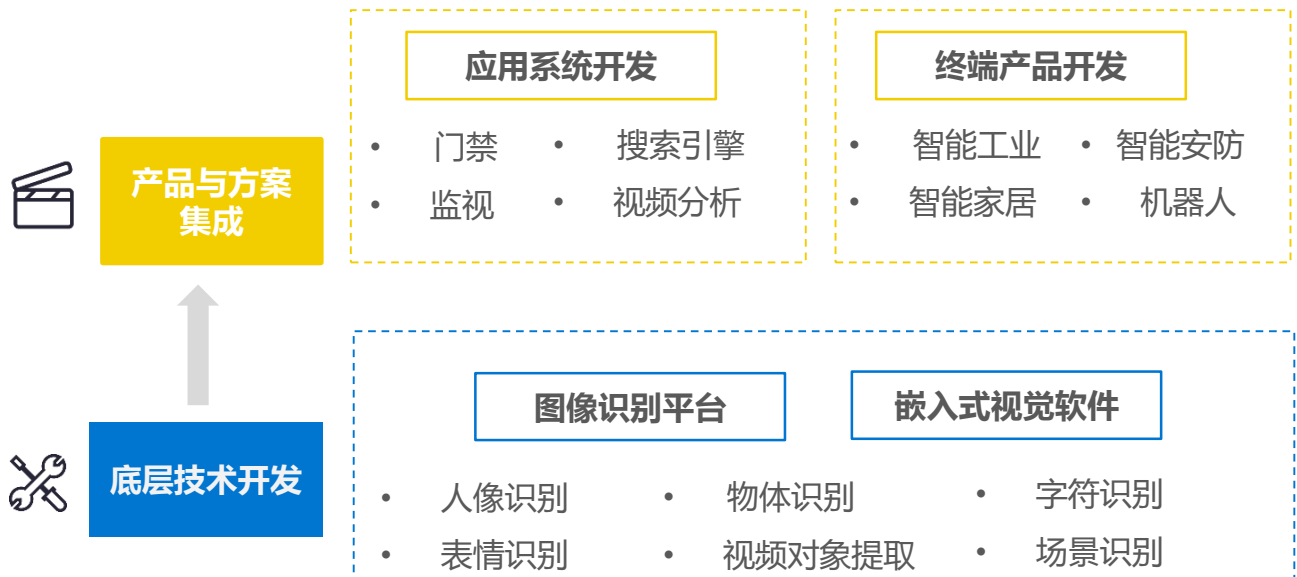 应用系统开发
终端产品开发
• 门禁 • 搜索引擎
• 监视 • 视频分析
• 智能工业 • 智能安防
• 智能家居 • 机器人
产品与方案
集成
图像识别平台
嵌入式视觉软件
底层技术开发
• 人像识别 • 物体识别 • 字符识别
• 表情识别 • 视频对象提取 • 场景识别